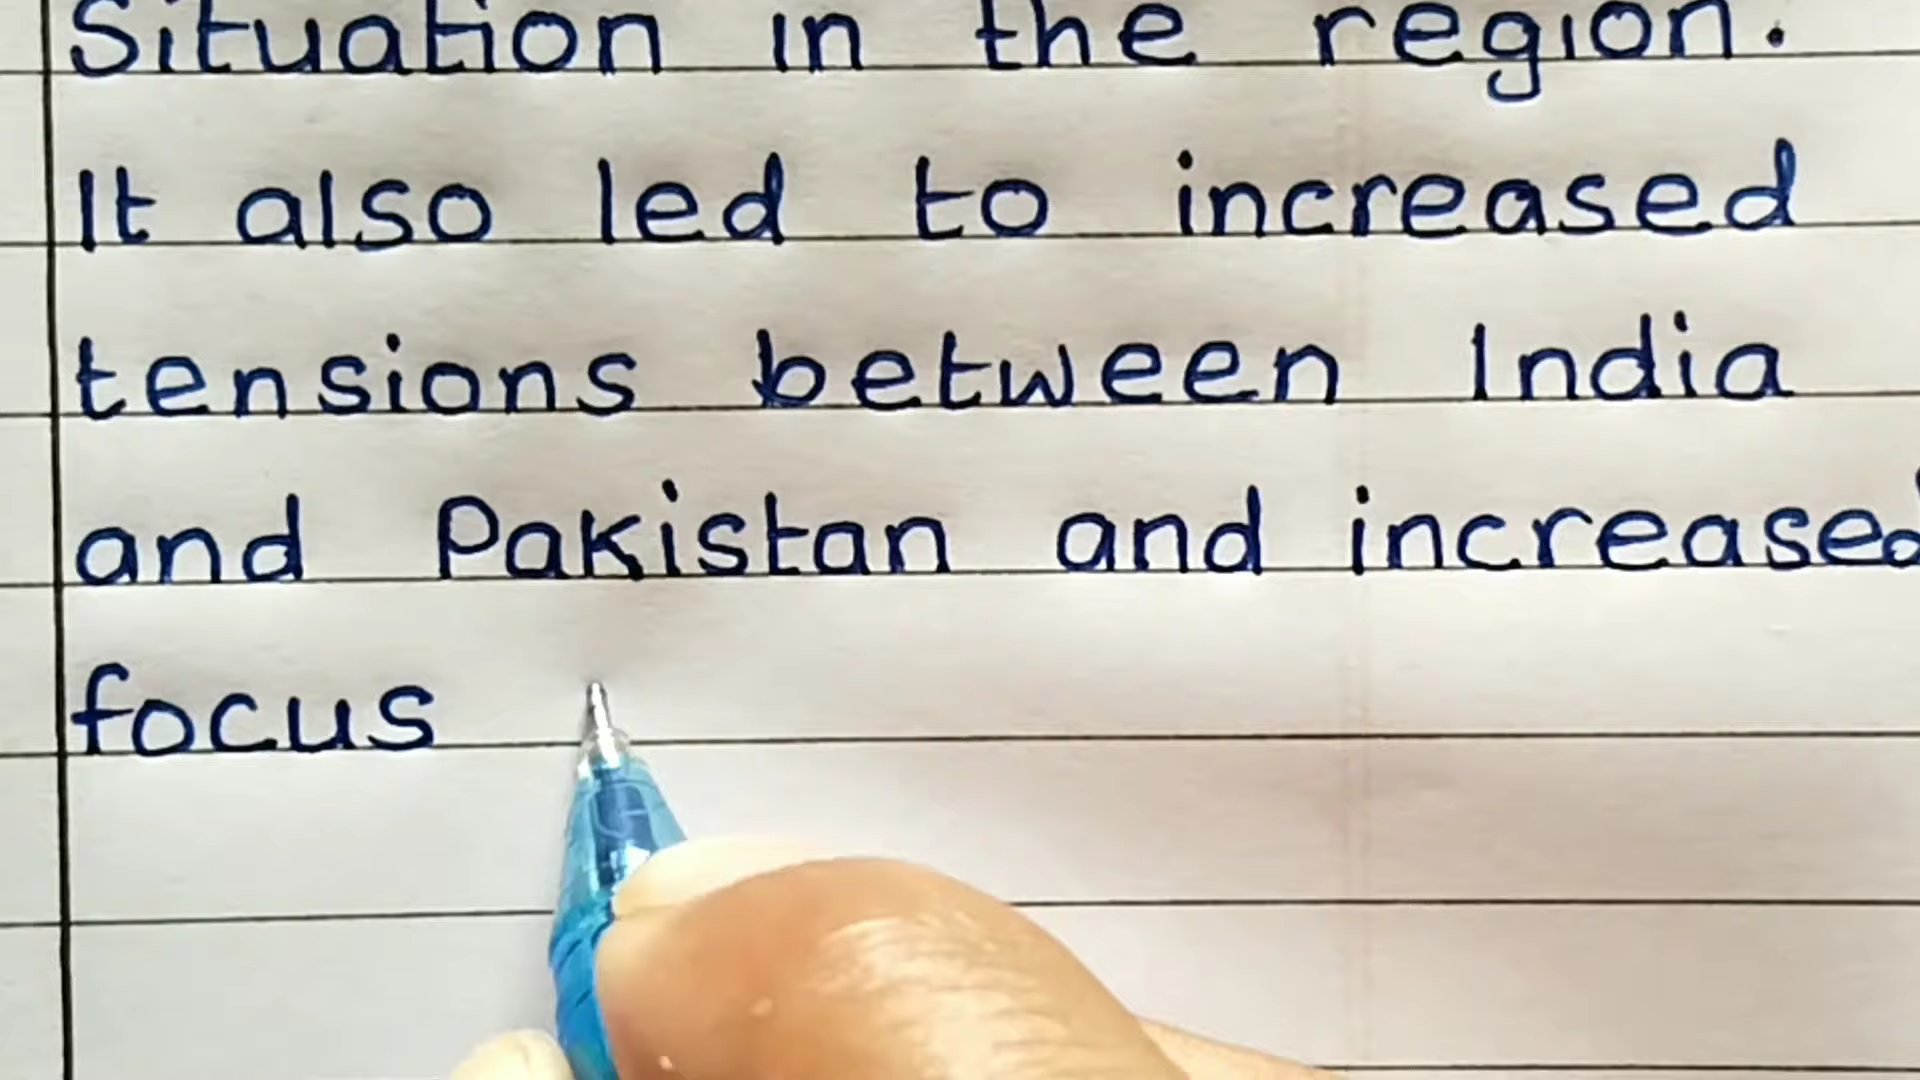 Situation in the region.
It also led to increased
tensions between India
and Pakistan and increased
focus